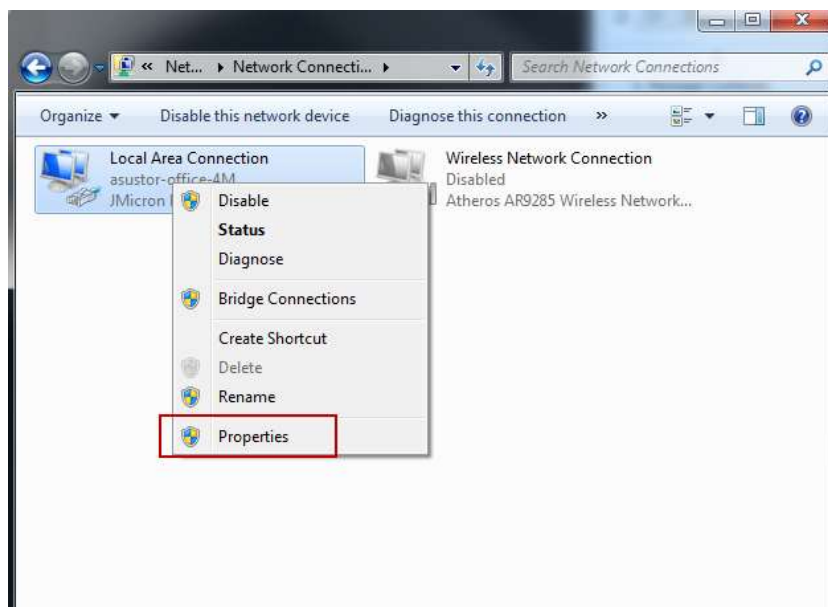 « Net... Network Connecti... Search Network Connections
Organize Disable this network device Diagnose this connection »
Local Area Connection
asustor-office-4M
JMicron
Wireless Network Connection
Disabled
Atheros AR9285 Wireless Network...
Disable
Status
Diagnose
Bridge Connections
Create Shortcut
Delete
Rename
Properties